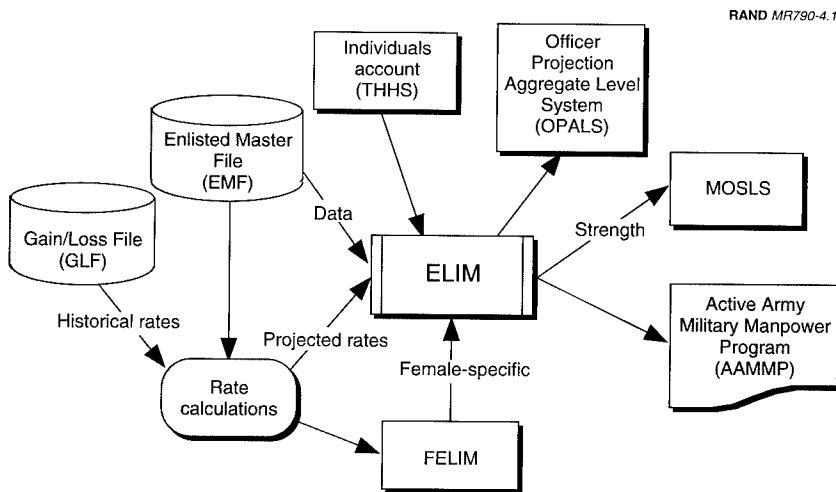 RAND MR790-4.1
Individuals
account
(THHS)
Officer
Projection
Aggregate Level
System
(OPALS)
Enlisted Master
File
(EMF)
MOSLS
Data
Strength
Gain/Loss File
(GLF)
ELIM
Historical rates
Projected rates
Active Army
Military Manpower
Program
(AAMMP)
Female-specific
Rate
calculations
FELIM